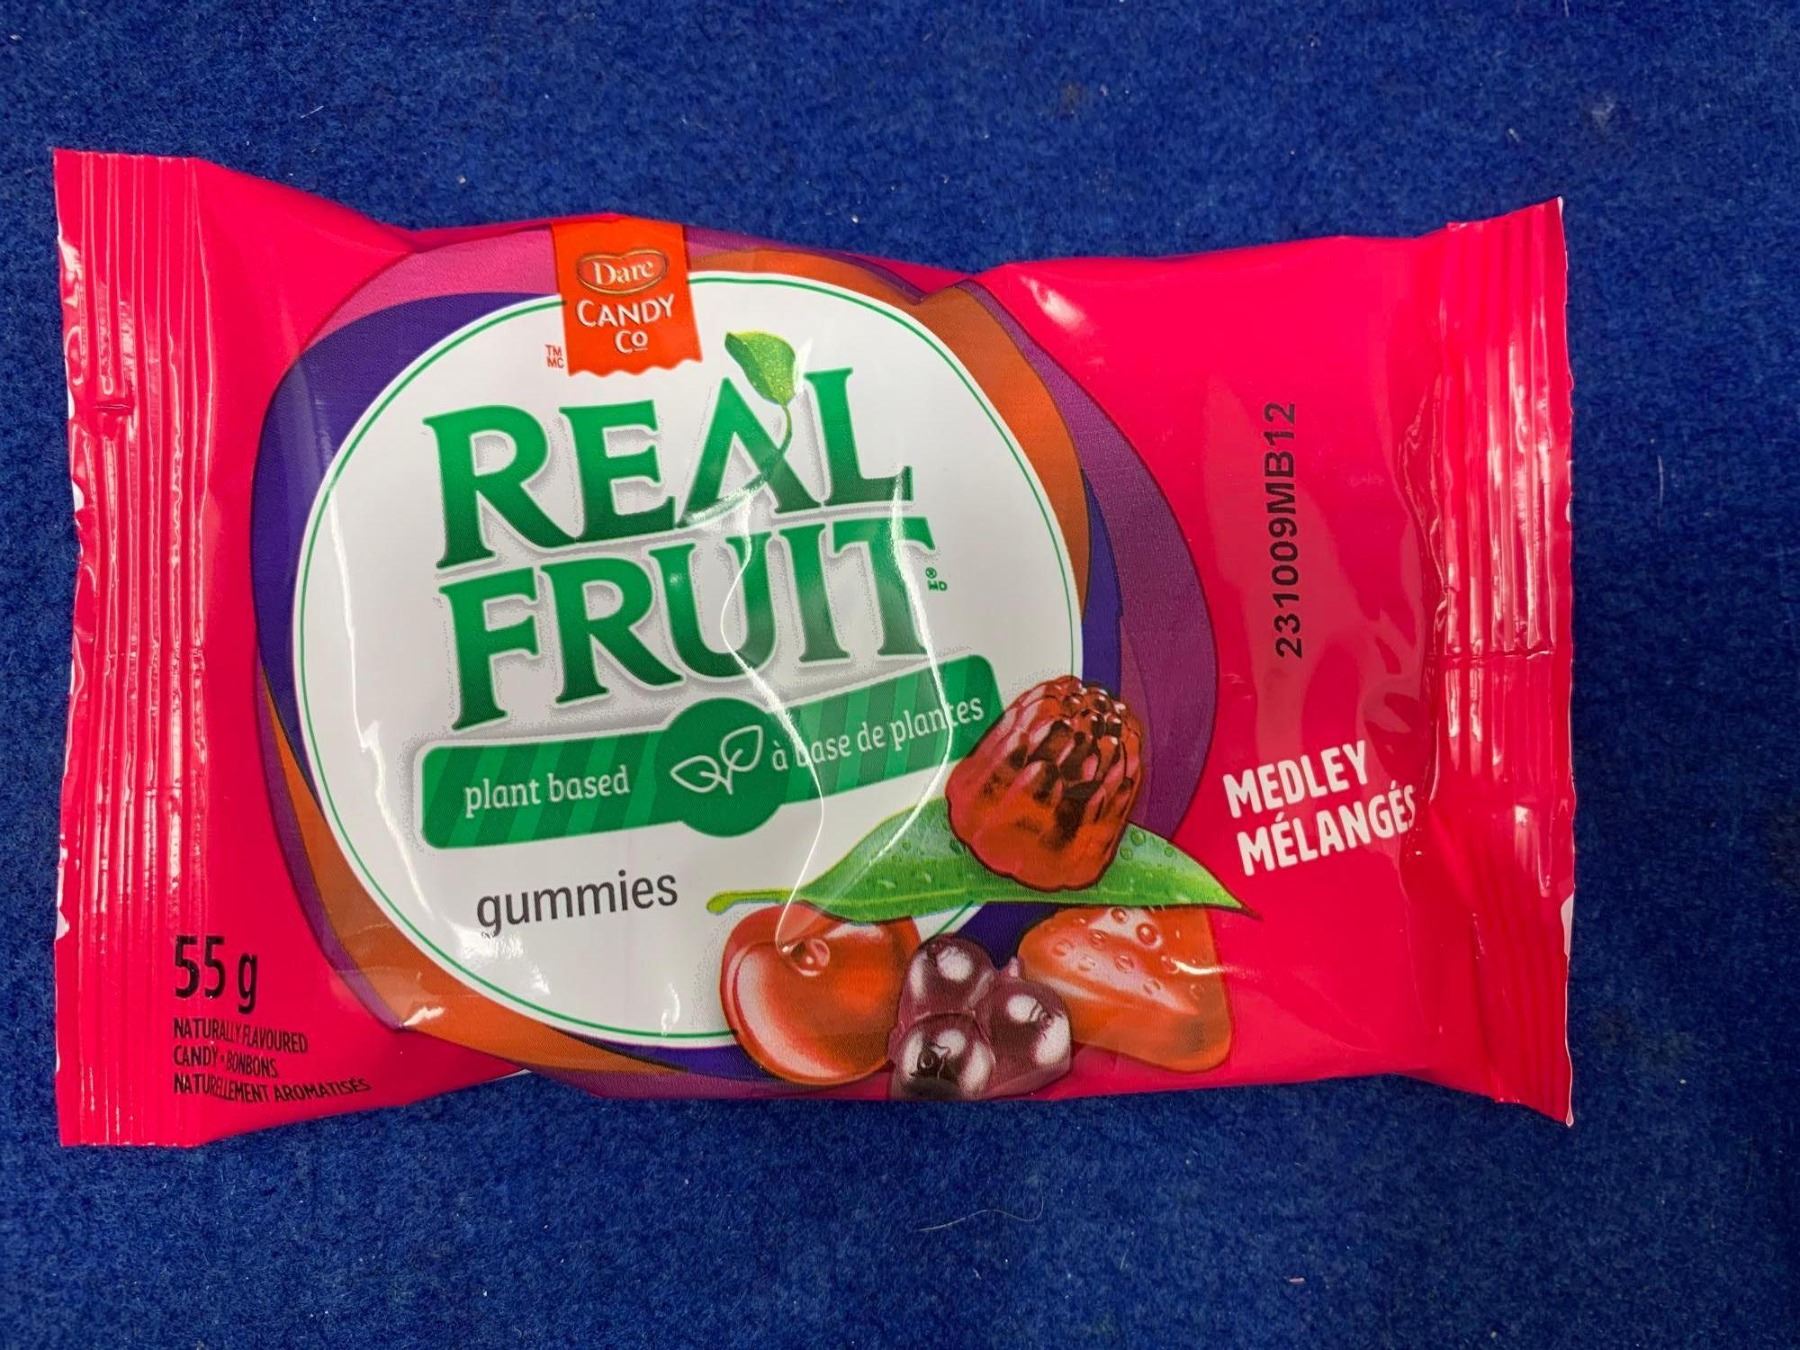 Dare
CANDY
CO
TM
MC
REAL
FRUIT
®
MD
plant based
à base de plantes
gummies
MEDLEY
MÉLANGÉS
231009MB12
55 g
NATURALLY FLAVOURED
CANDY • BONBONS
NATURELLEMENT AROMATISÉS